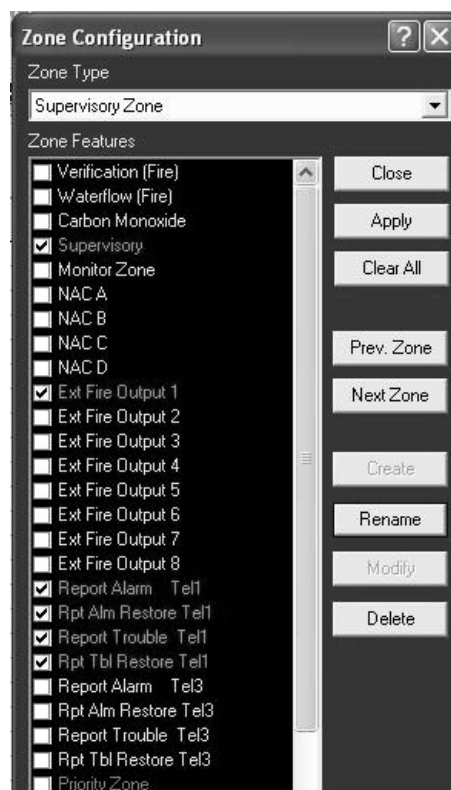 Zone Configuration
Zone Type
Supervisory Zone
Zone Features
Verification (Fire)
Waterflow (Fire)
Carbon Monoxide
Supervisory
Monitor Zone
NAC A
NAC B
NAC C
NAC D
Ext Fire Output 1
Ext Fire Output 2
Ext Fire Output 3
Ext Fire Output 4
Ext Fire Output 5
Ext Fire Output 6
Ext Fire Output 7
Ext Fire Output 8
Report Alarm Tel1
Rpt Alm Restore Tel1
Report Trouble Tel1
Rpt Tbl Restore Tel1
Report Alarm Tel3
Rpt Alm Restore Tel3
Report Trouble Tel3
Rpt Tbl Restore Tel3
Priority Zone
Close
Apply
Clear All
Prev. Zone
Next Zone
Create
Rename
Modify
Delete